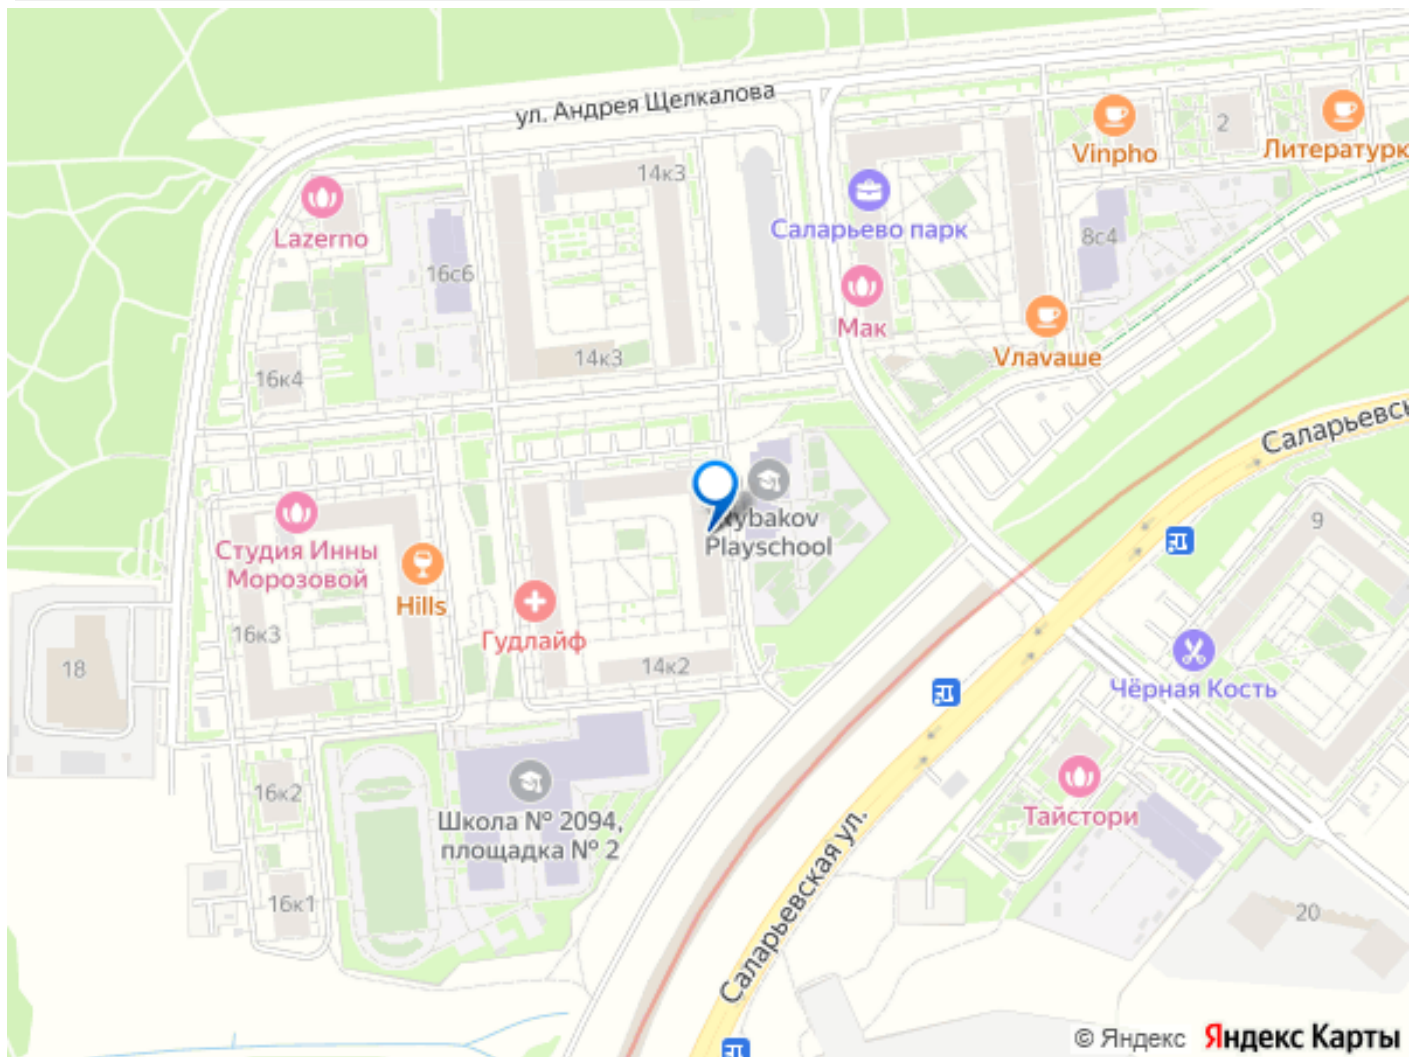 ул. Андрея Щелкалова
Vinpho
2
Литературк
14к3
Lazerno
Саларьево парк
8с4
16с6
Мак
Vлаваше
14к3
16к4
Саларьевск
Rybakov
Playschool
9
Студия Инны
Морозовой
Hills
16к3
Гудлайф
14к2
18
Чёрная Кость
Школа № 2094,
площадка № 2
16к2
Тайстори
16к1
20
Саларьевская ул.
© Яндекс Яндекс Карты